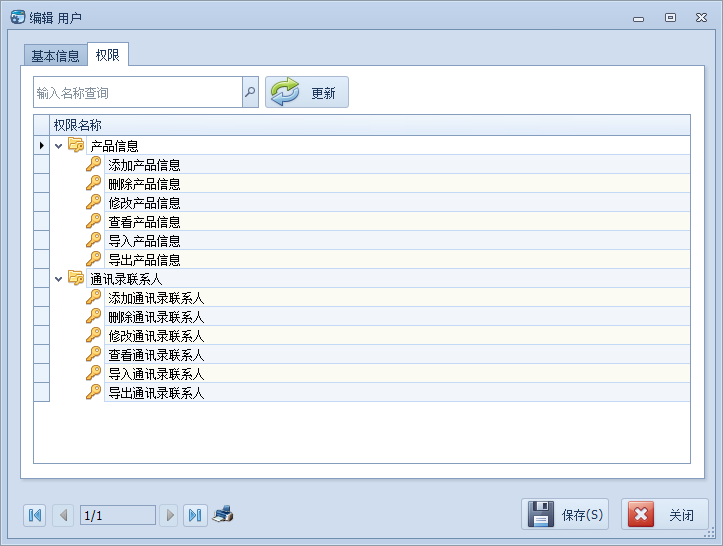 编辑 用户
基本信息 权限
输入名称查询 更新
权限名称
产品信息
添加产品信息
删除产品信息
修改产品信息
查看产品信息
导入产品信息
导出产品信息
通讯录联系人
添加通讯录联系人
删除通讯录联系人
修改通讯录联系人
查看通讯录联系人
导入通讯录联系人
导出通讯录联系人
1/1 保存(S) 关闭